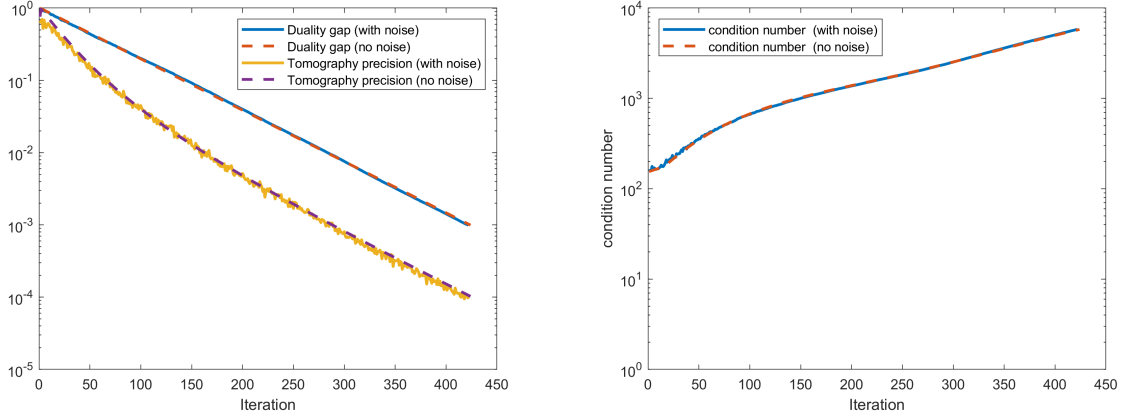 10^0
10^-1
10^-2
10^-3
10^-4
10^-5
0 50 100 150 200 250 300 350 400 450
Iteration
Duality gap (with noise)
Duality gap (no noise)
Tomography precision (with noise)
Tomography precision (no noise)
10^4
10^3
10^2
10^1
10^0
condition number
0 50 100 150 200 250 300 350 400 450
Iteration
condition number (with noise)
condition number (no noise)